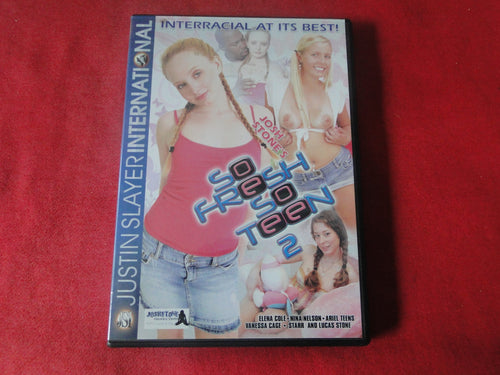 INTERRACIAL AT ITS BEST!
JUSTIN SLAYER INTERNATIONAL
JOSH STONE'S
SO
FRESH
SO
TEEN
2
JSI
ELENA COLE • NINA NELSON • ARIEL TEENS
VANESSA CAGE • STARR AND LUCAS STONE